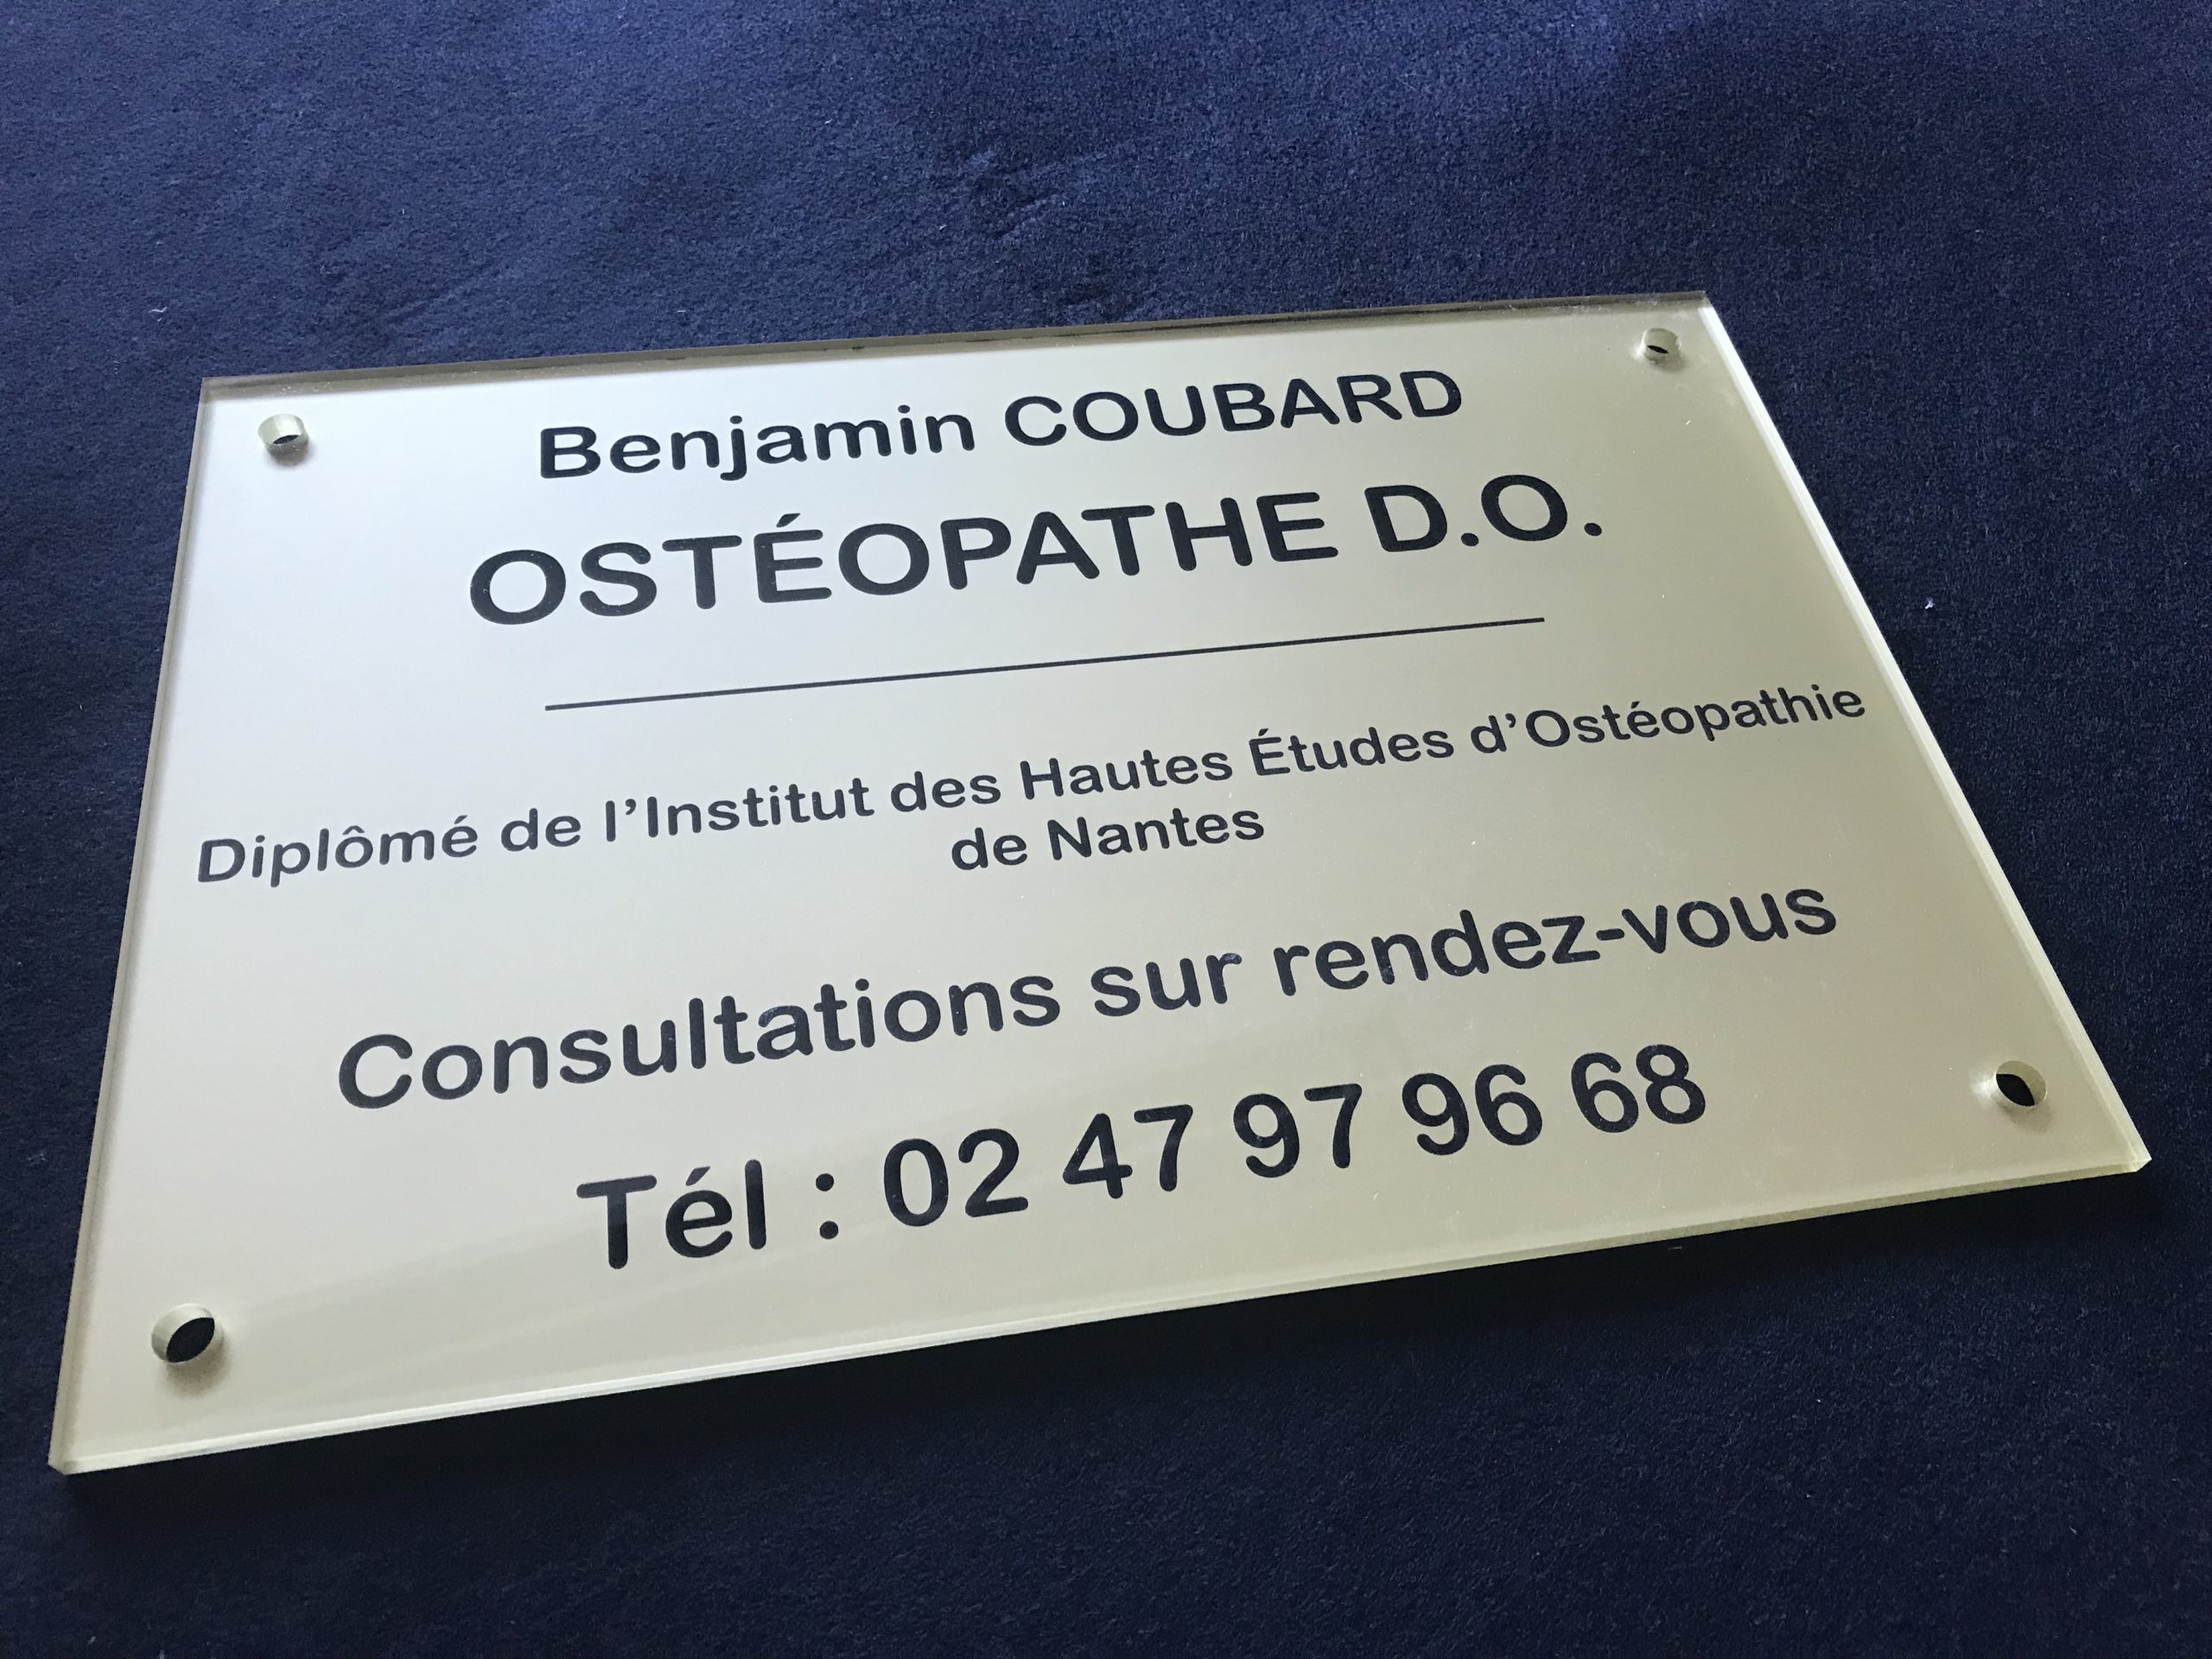 Benjamin COUBARD
OSTÉOPATHE D.O.
Diplômé de l’Institut des Hautes Études d’Ostéopathie
de Nantes
Consultations sur rendez-vous
Tél : 02 47 97 96 68